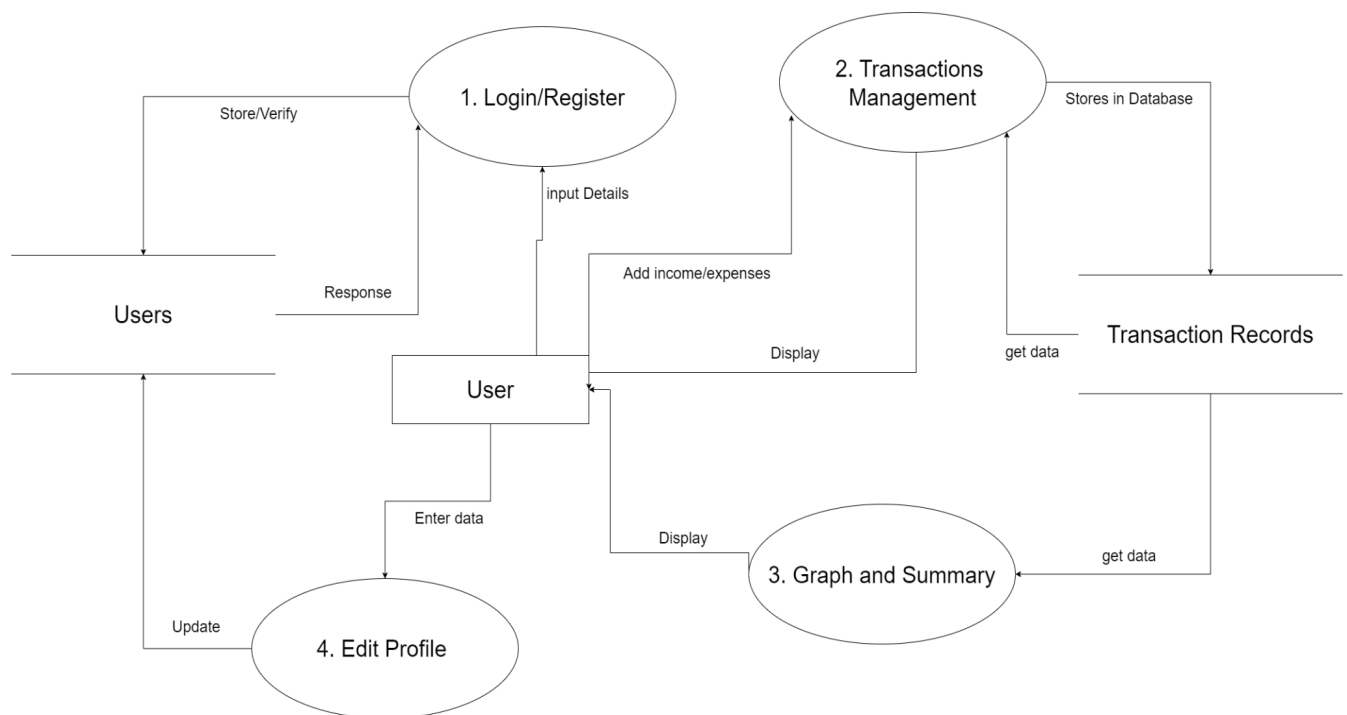 1. Login/Register
2. Transactions
Management
Store/Verify
Stores in Database
input Details
Add income/expenses
Response
Users
Transaction Records
Display
get data
User
Enter data
Display
get data
3. Graph and Summary
Update
4. Edit Profile